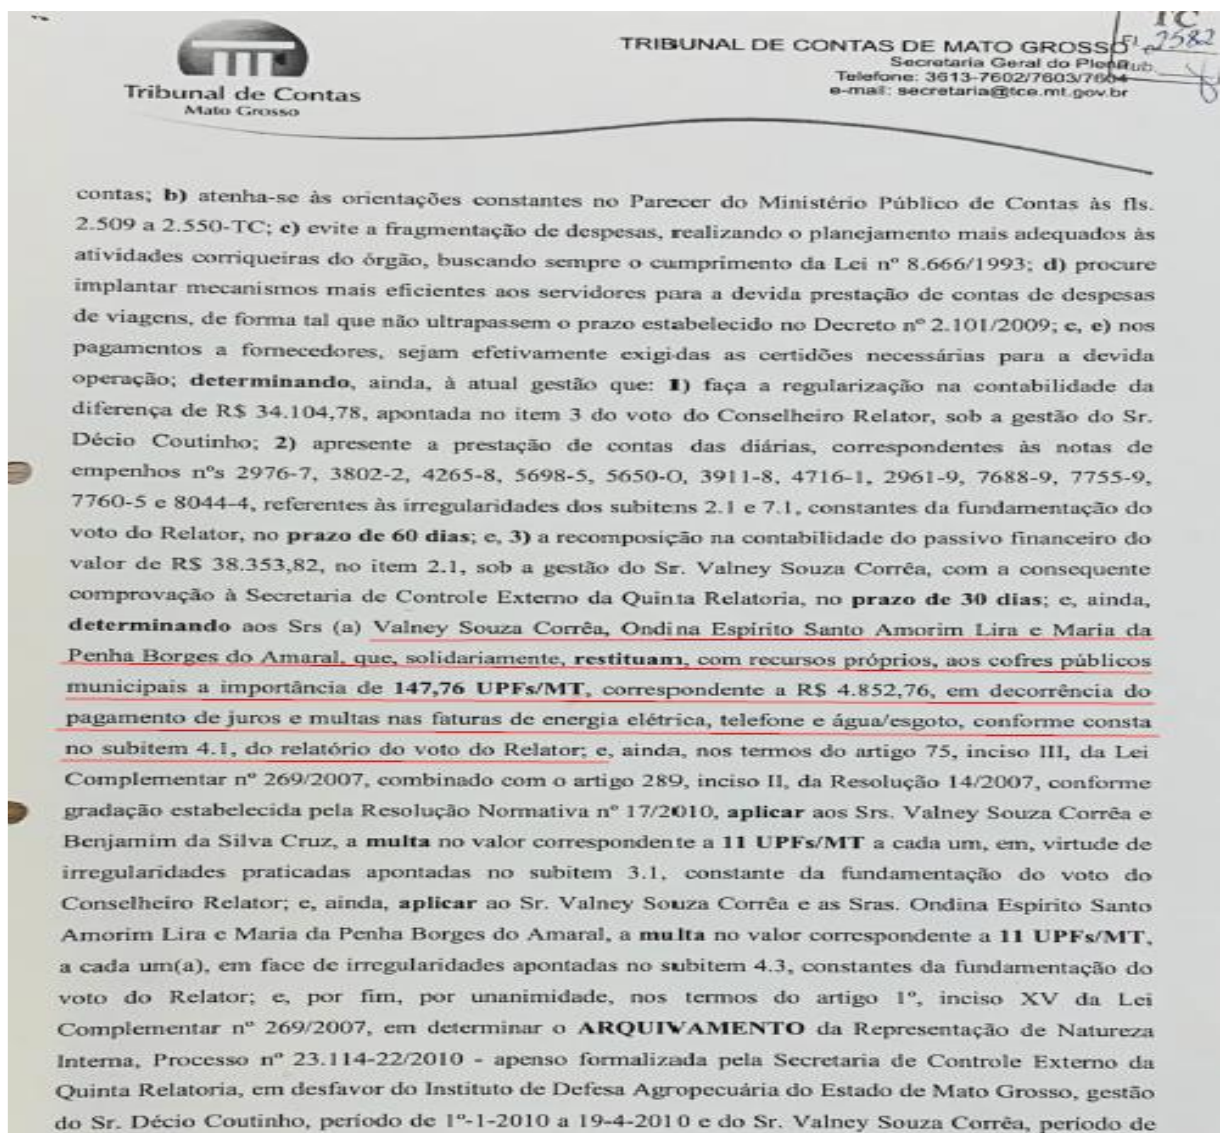 TC
TRIBUNAL DE CONTAS DE MATO GROSSO
Fl. 2582
Secretaria Geral do Pleno
Rub.
Telefone: 3613-7602/7603/7604
e-mail: secretaria@tce.mt.gov.br
Tribunal de Contas
Mato Grosso
contas; b) atenha-se às orientações constantes no Parecer do Ministério Público de Contas às fls.
2.509 a 2.550-TC; c) evite a fragmentação de despesas, realizando o planejamento mais adequados às
atividades corriqueiras do órgão, buscando sempre o cumprimento da Lei nº 8.666/1993; d) procure
implantar mecanismos mais eficientes aos servidores para a devida prestação de contas de despesas
de viagens, de forma tal que não ultrapassem o prazo estabelecido no Decreto nº 2.101/2009; e, e) nos
pagamentos a fornecedores, sejam efetivamente exigidas as certidões necessárias para a devida
operação; determinando, ainda, à atual gestão que: 1) faça a regularização na contabilidade da
diferença de R$ 34.104,78, apontada no item 3 do voto do Conselheiro Relator, sob a gestão do Sr.
Décio Coutinho; 2) apresente a prestação de contas das diárias, correspondentes às notas de
empenhos nºs 2976-7, 3802-2, 4265-8, 5698-5, 5650-O, 3911-8, 4716-1, 2961-9, 7688-9, 7755-9,
7760-5 e 8044-4, referentes às irregularidades dos subitens 2.1 e 7.1, constantes da fundamentação do
voto do Relator, no prazo de 60 dias; e, 3) a recomposição na contabilidade do passivo financeiro do
valor de R$ 38.353,82, no item 2.1, sob a gestão do Sr. Valney Souza Corrêa, com a consequente
comprovação à Secretaria de Controle Externo da Quinta Relatoria, no prazo de 30 dias; e, ainda,
determinando aos Srs (a) Valney Souza Corrêa, Ondina Espírito Santo Amorim Lira e Maria da
Penha Borges do Amaral, que, solidariamente, restituam, com recursos próprios, aos cofres públicos
municipais a importância de 147,76 UPFs/MT, correspondente a R$ 4.852,76, em decorrência do
pagamento de juros e multas nas faturas de energia elétrica, telefone e água/esgoto, conforme consta
no subitem 4.1, do relatório do voto do Relator; e, ainda, nos termos do artigo 75, inciso III, da Lei
Complementar nº 269/2007, combinado com o artigo 289, inciso II, da Resolução 14/2007, conforme
gradação estabelecida pela Resolução Normativa nº 17/2010, aplicar aos Srs. Valney Souza Corrêa e
Benjamim da Silva Cruz, a multa no valor correspondente a 11 UPFs/MT a cada um, em, virtude de
irregularidades praticadas apontadas no subitem 3.1, constante da fundamentação do voto do
Conselheiro Relator; e, ainda, aplicar ao Sr. Valney Souza Corrêa e as Sras. Ondina Espirito Santo
Amorim Lira e Maria da Penha Borges do Amaral, a multa no valor correspondente a 11 UPFs/MT,
a cada um(a), em face de irregularidades apontadas no subitem 4.3, constantes da fundamentação do
voto do Relator; e, por fim, por unanimidade, nos termos do artigo 1º, inciso XV da Lei
Complementar nº 269/2007, em determinar o ARQUIVAMENTO da Representação de Natureza
Interna, Processo nº 23.114-22/2010 - apenso formalizada pela Secretaria de Controle Externo da
Quinta Relatoria, em desfavor do Instituto de Defesa Agropecuária do Estado de Mato Grosso, gestão
do Sr. Décio Coutinho, período de 1º-1-2010 a 19-4-2010 e do Sr. Valney Souza Corrêa, período de